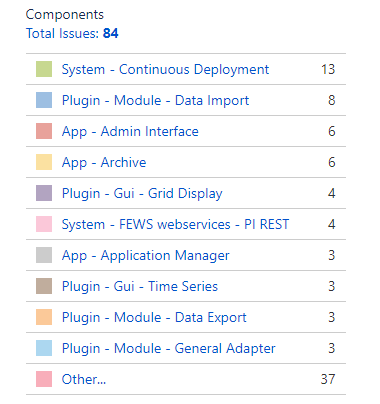 Components
Total Issues: 84
System - Continuous Deployment 13
Plugin - Module - Data Import 8
App - Admin Interface 6
App - Archive 6
Plugin - Gui - Grid Display 4
System - FEWS webservices - PI REST 4
App - Application Manager 3
Plugin - Gui - Time Series 3
Plugin - Module - Data Export 3
Plugin - Module - General Adapter 3
Other... 37